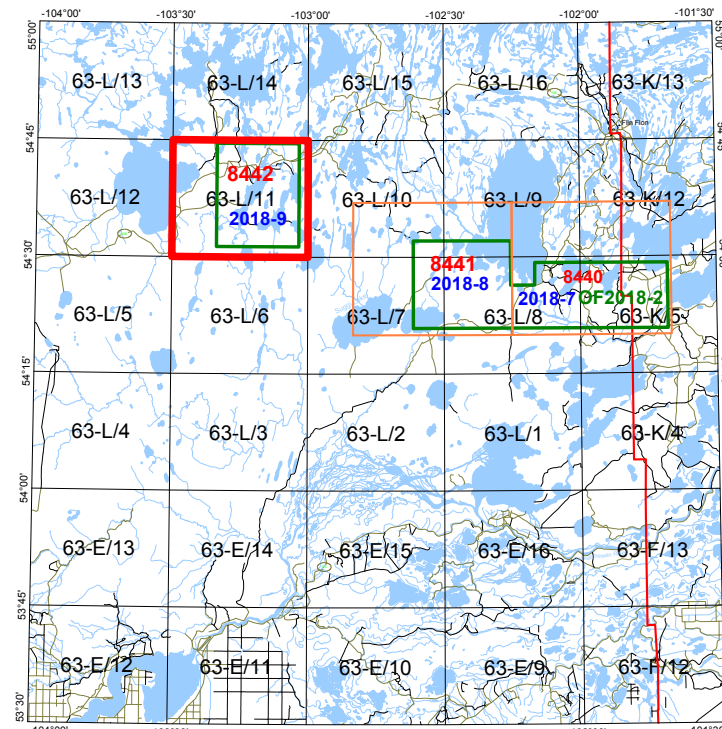 -104°00' -103°30' -103°00' -102°30' -102°00' -101°30'
55°00'
63-L/13 63-L/14 63-L/15 63-L/16 63-K/13
Flin Flon
54°45' 54°45'
8442
63-L/12 63-L/11 63-L/10 63-L/9 63-K/12
2018-9
54°30'
8441 8440
2018-8 2018-7 OF2018-2
63-L/5 63-L/6 63-L/7 63-L/8 63-K/5
54°15'
63-L/4 63-L/3 63-L/2 63-L/1 63-K/4
54°00'
63-E/13 63-E/14 63-E/15 63-E/16 63-F/13
53°45'
63-E/12 63-E/11 63-E/10 63-E/9 63-F/12
53°30'